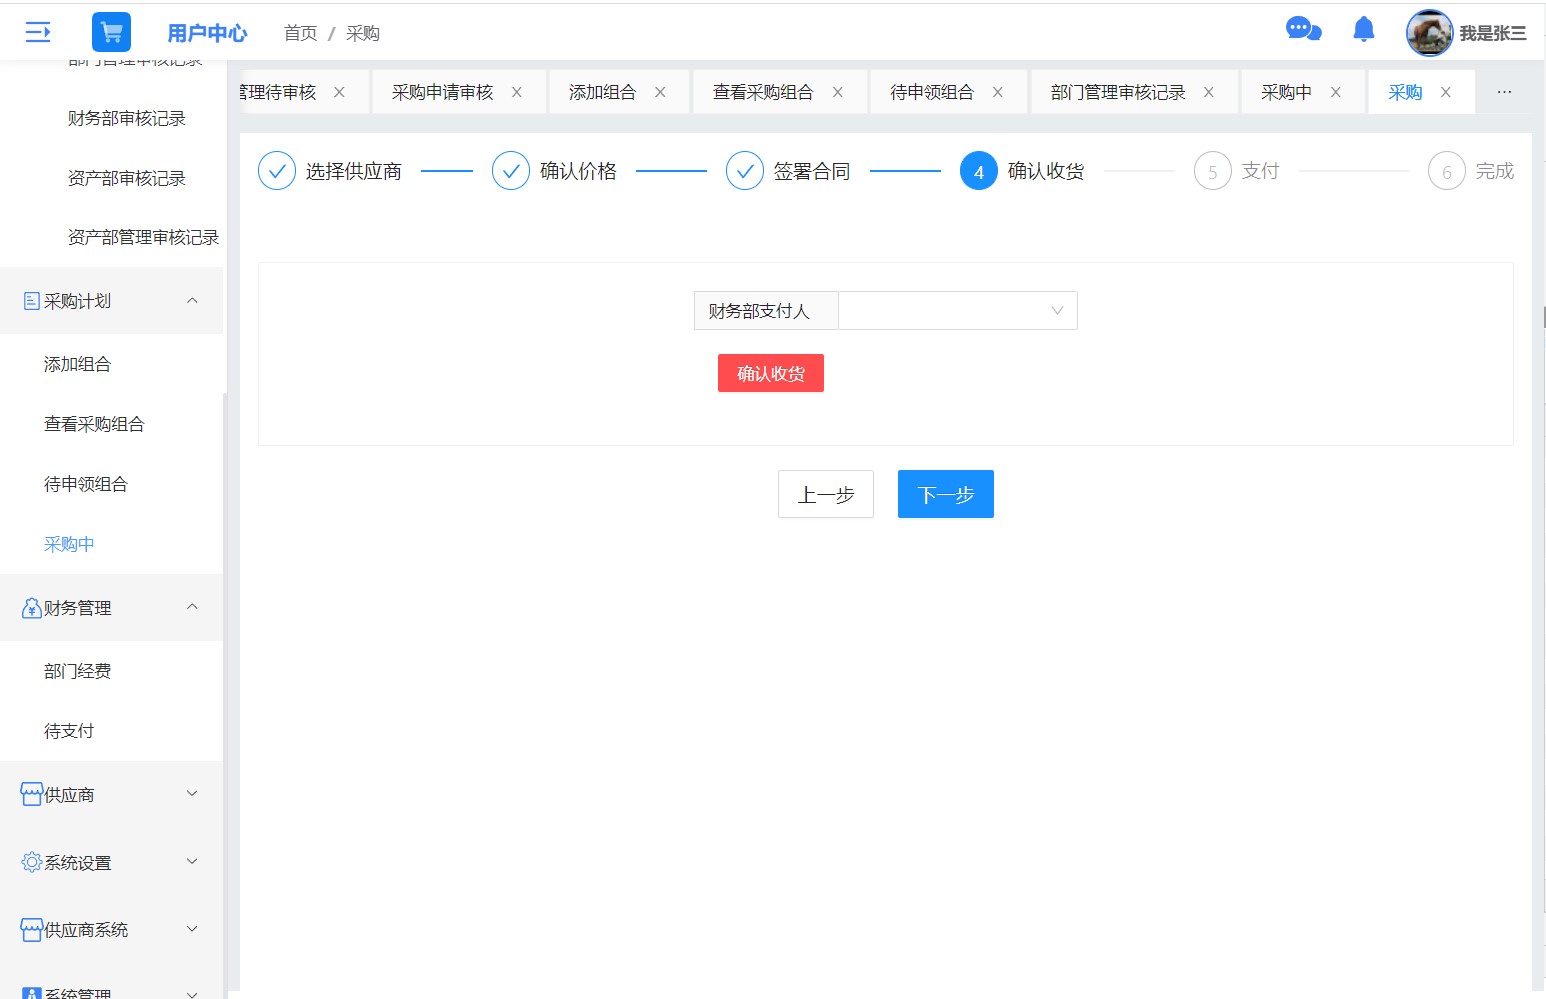 用户中心
首页 / 采购
我是张三
部门管理审核记录
财务部审核记录
资产部审核记录
资产部管理审核记录
采购计划
添加组合
查看采购组合
待申领组合
采购中
财务管理
部门经费
待支付
供应商
系统设置
供应商系统
系统管理
管理待审核
采购申请审核
添加组合
查看采购组合
待申领组合
部门管理审核记录
采购中
采购
...
选择供应商
确认价格
签署合同
4 确认收货
5 支付
6 完成
财务部支付人
确认收货
上一步
下一步